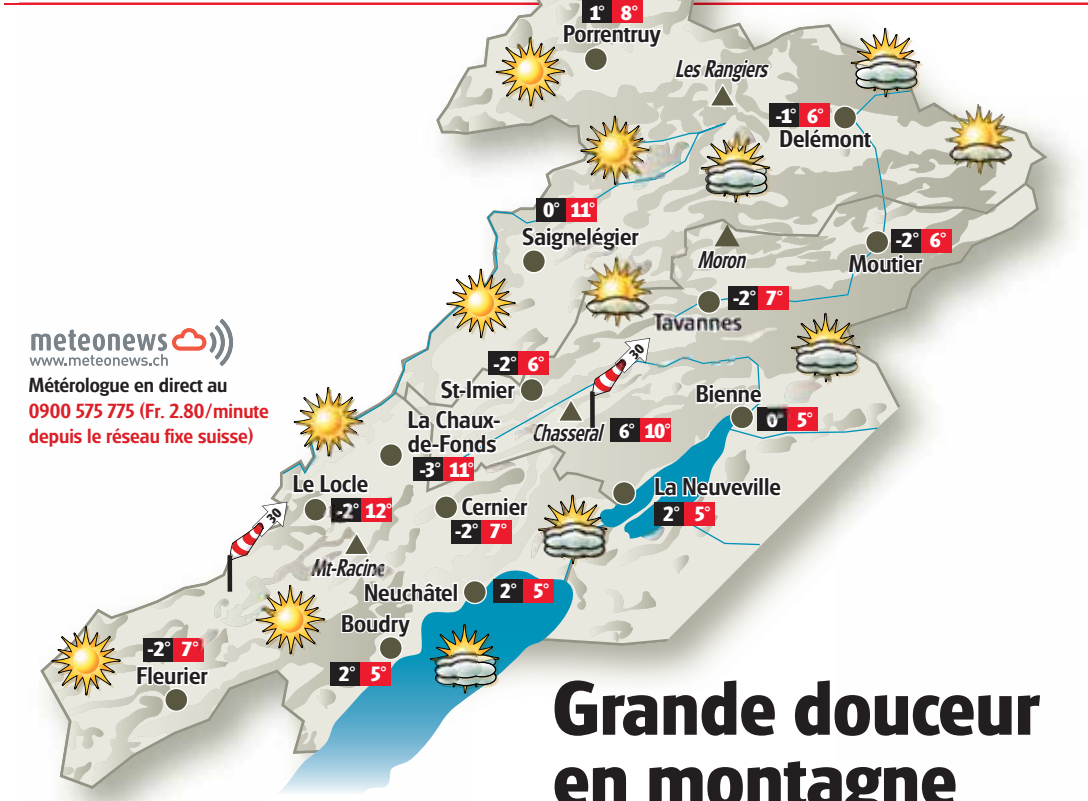 1° 8°
Porrentruy
Les Rangiers
-1° 6°
Delémont
0° 11°
Saignelégier
Moron
-2° 6°
Moutier
-2° 7°
Tavannes
meteonews
www.meteonews.ch
Métérologue en direct au
0900 575 775 (Fr. 2.80/minute
depuis le réseau fixe suisse)
30
-2° 6°
St-Imier
Chasseral 6° 10°
Bienne
0° 5°
La Chaux-
de-Fonds
-3° 11°
Le Locle
-2° 12°
Cernier
-2° 7°
La Neuveville
2° 5°
30
Mt-Racine
Neuchâtel 2° 5°
Boudry
2° 5°
-2° 7°
Fleurier
Grande douceur
en montagne